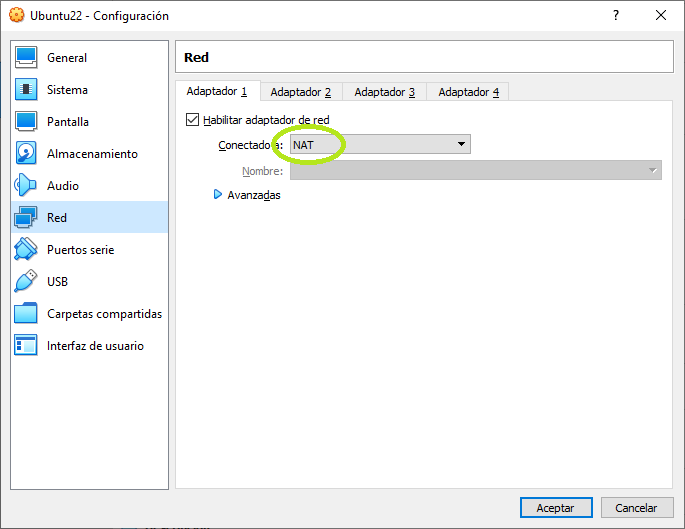 Ubuntu22 - Configuración
General
Sistema
Pantalla
Almacenamiento
Audio
Red
Puertos serie
USB
Carpetas compartidas
Interfaz de usuario
Red
Adaptador 1 Adaptador 2 Adaptador 3 Adaptador 4
Habilitar adaptador de red
Conectado a: NAT
Nombre:
Avanzadas
Aceptar Cancelar